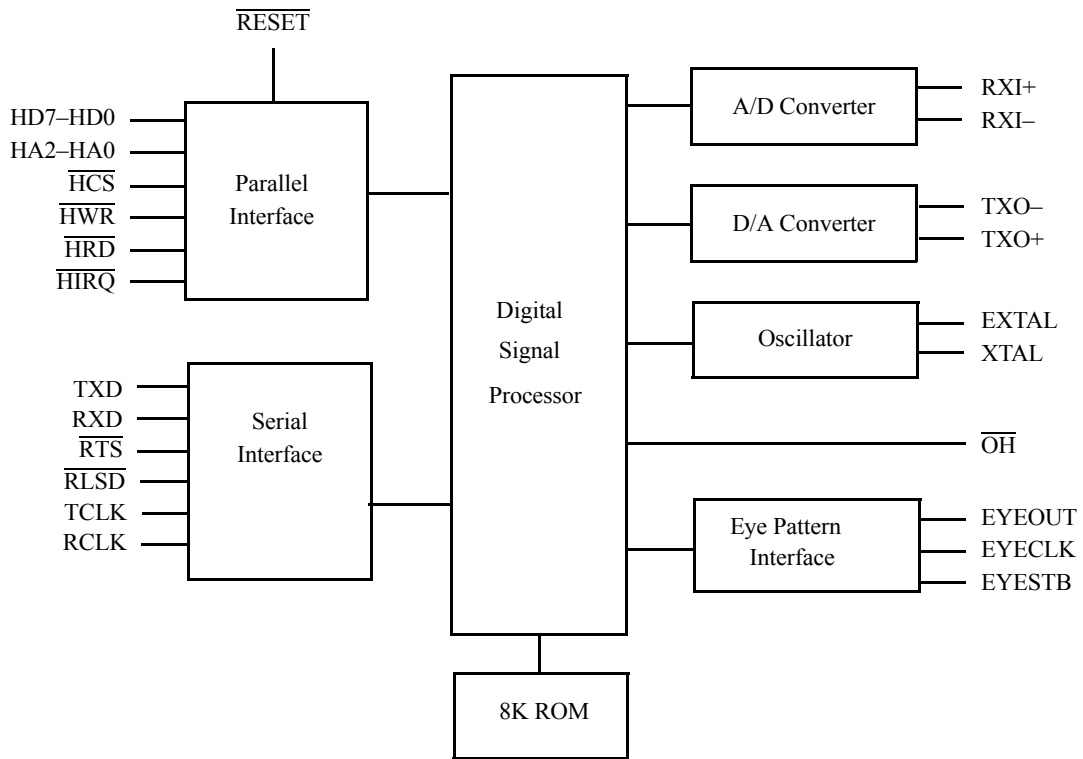 RESET
HD7–HD0
HA2–HA0
HCS
HWR
HRD
HIRQ
Parallel
Interface
TXD
RXD
RTS
RLSD
TCLK
RCLK
Serial
Interface
Digital
Signal
Processor
8K ROM
A/D Converter
RXI+
RXI–
D/A Converter
TXO–
TXO+
Oscillator
EXTAL
XTAL
OH
Eye Pattern
Interface
EYEOUT
EYECLK
EYESTB